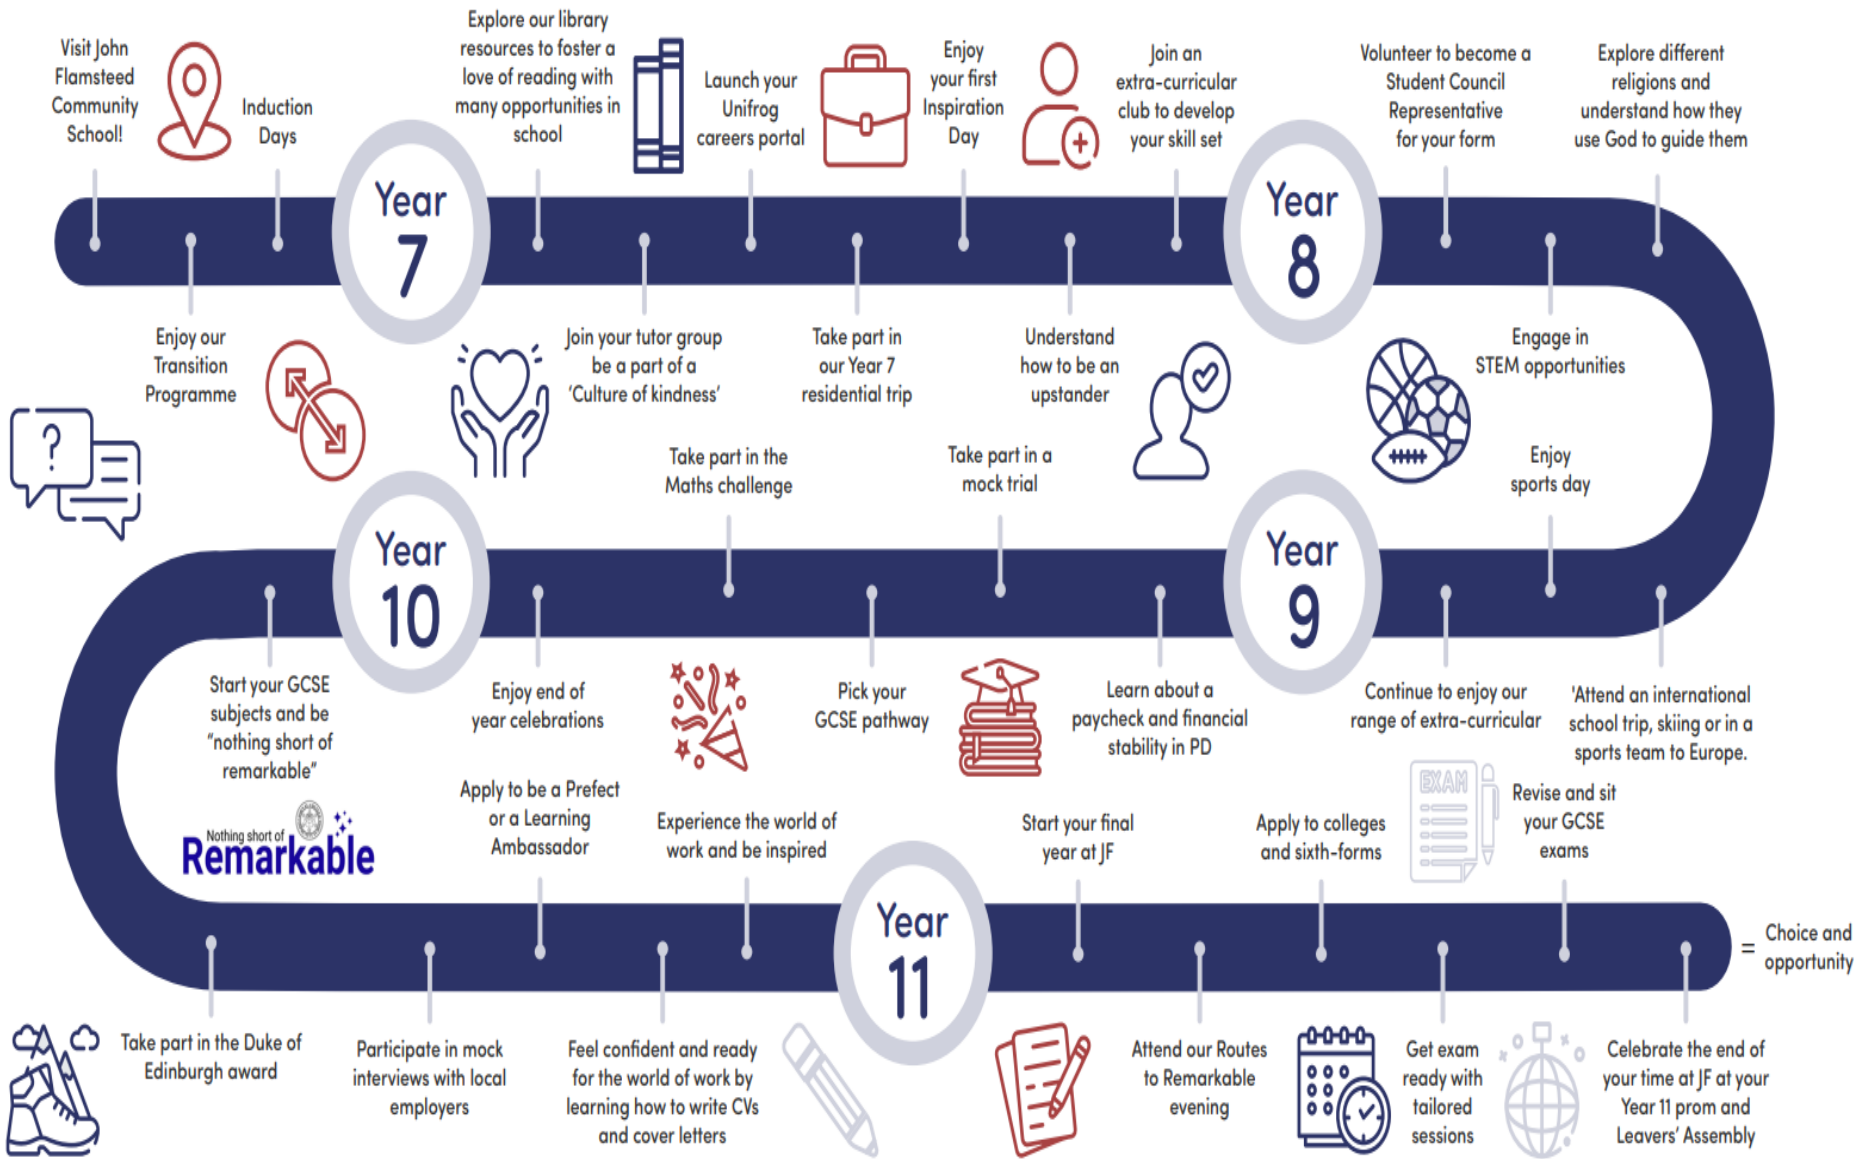 Visit John
Flamsteed
Community
School!
Enjoy our
Transition
Programme
Induction
Days
Year
7
Explore our library
resources to foster a
love of reading with
many opportunities in
school
Join your tutor group
be a part of a
‘Culture of kindness’
Launch your
Unifrog
careers portal
Take part in
our Year 7
residential trip
Enjoy
your first
Inspiration
Day
Understand
how to be an
upstander
Join an
extra-curricular
club to develop
your skill set
Year
8
Volunteer to become a
Student Council
Representative
for your form
Engage in
STEM opportunities
Explore different
religions and
understand how they
use God to guide them
'Attend an international
school trip, skiing or in a
sports team to Europe.
Enjoy
sports day
Continue to enjoy our
range of extra-curricular
Year
9
Learn about a
paycheck and financial
stability in PD
Take part in a
mock trial
Pick your
GCSE pathway
Take part in the
Maths challenge
Enjoy end of
year celebrations
Year
10
?
Start your GCSE
subjects and be
“nothing short of
remarkable”
Nothing short of
Remarkable
Take part in the Duke of
Edinburgh award
Participate in mock
interviews with local
employers
Apply to be a Prefect
or a Learning
Ambassador
Feel confident and ready
for the world of work by
learning how to write CVs
and cover letters
Experience the world of
work and be inspired
Year
11
Start your final
year at JF
Attend our Routes
to Remarkable
evening
Apply to colleges
and sixth-forms
Get exam
ready with
tailored
sessions
EXAM
Revise and sit
your GCSE
exams
Celebrate the end of
your time at JF at your
Year 11 prom and
Leavers’ Assembly
= Choice and
opportunity